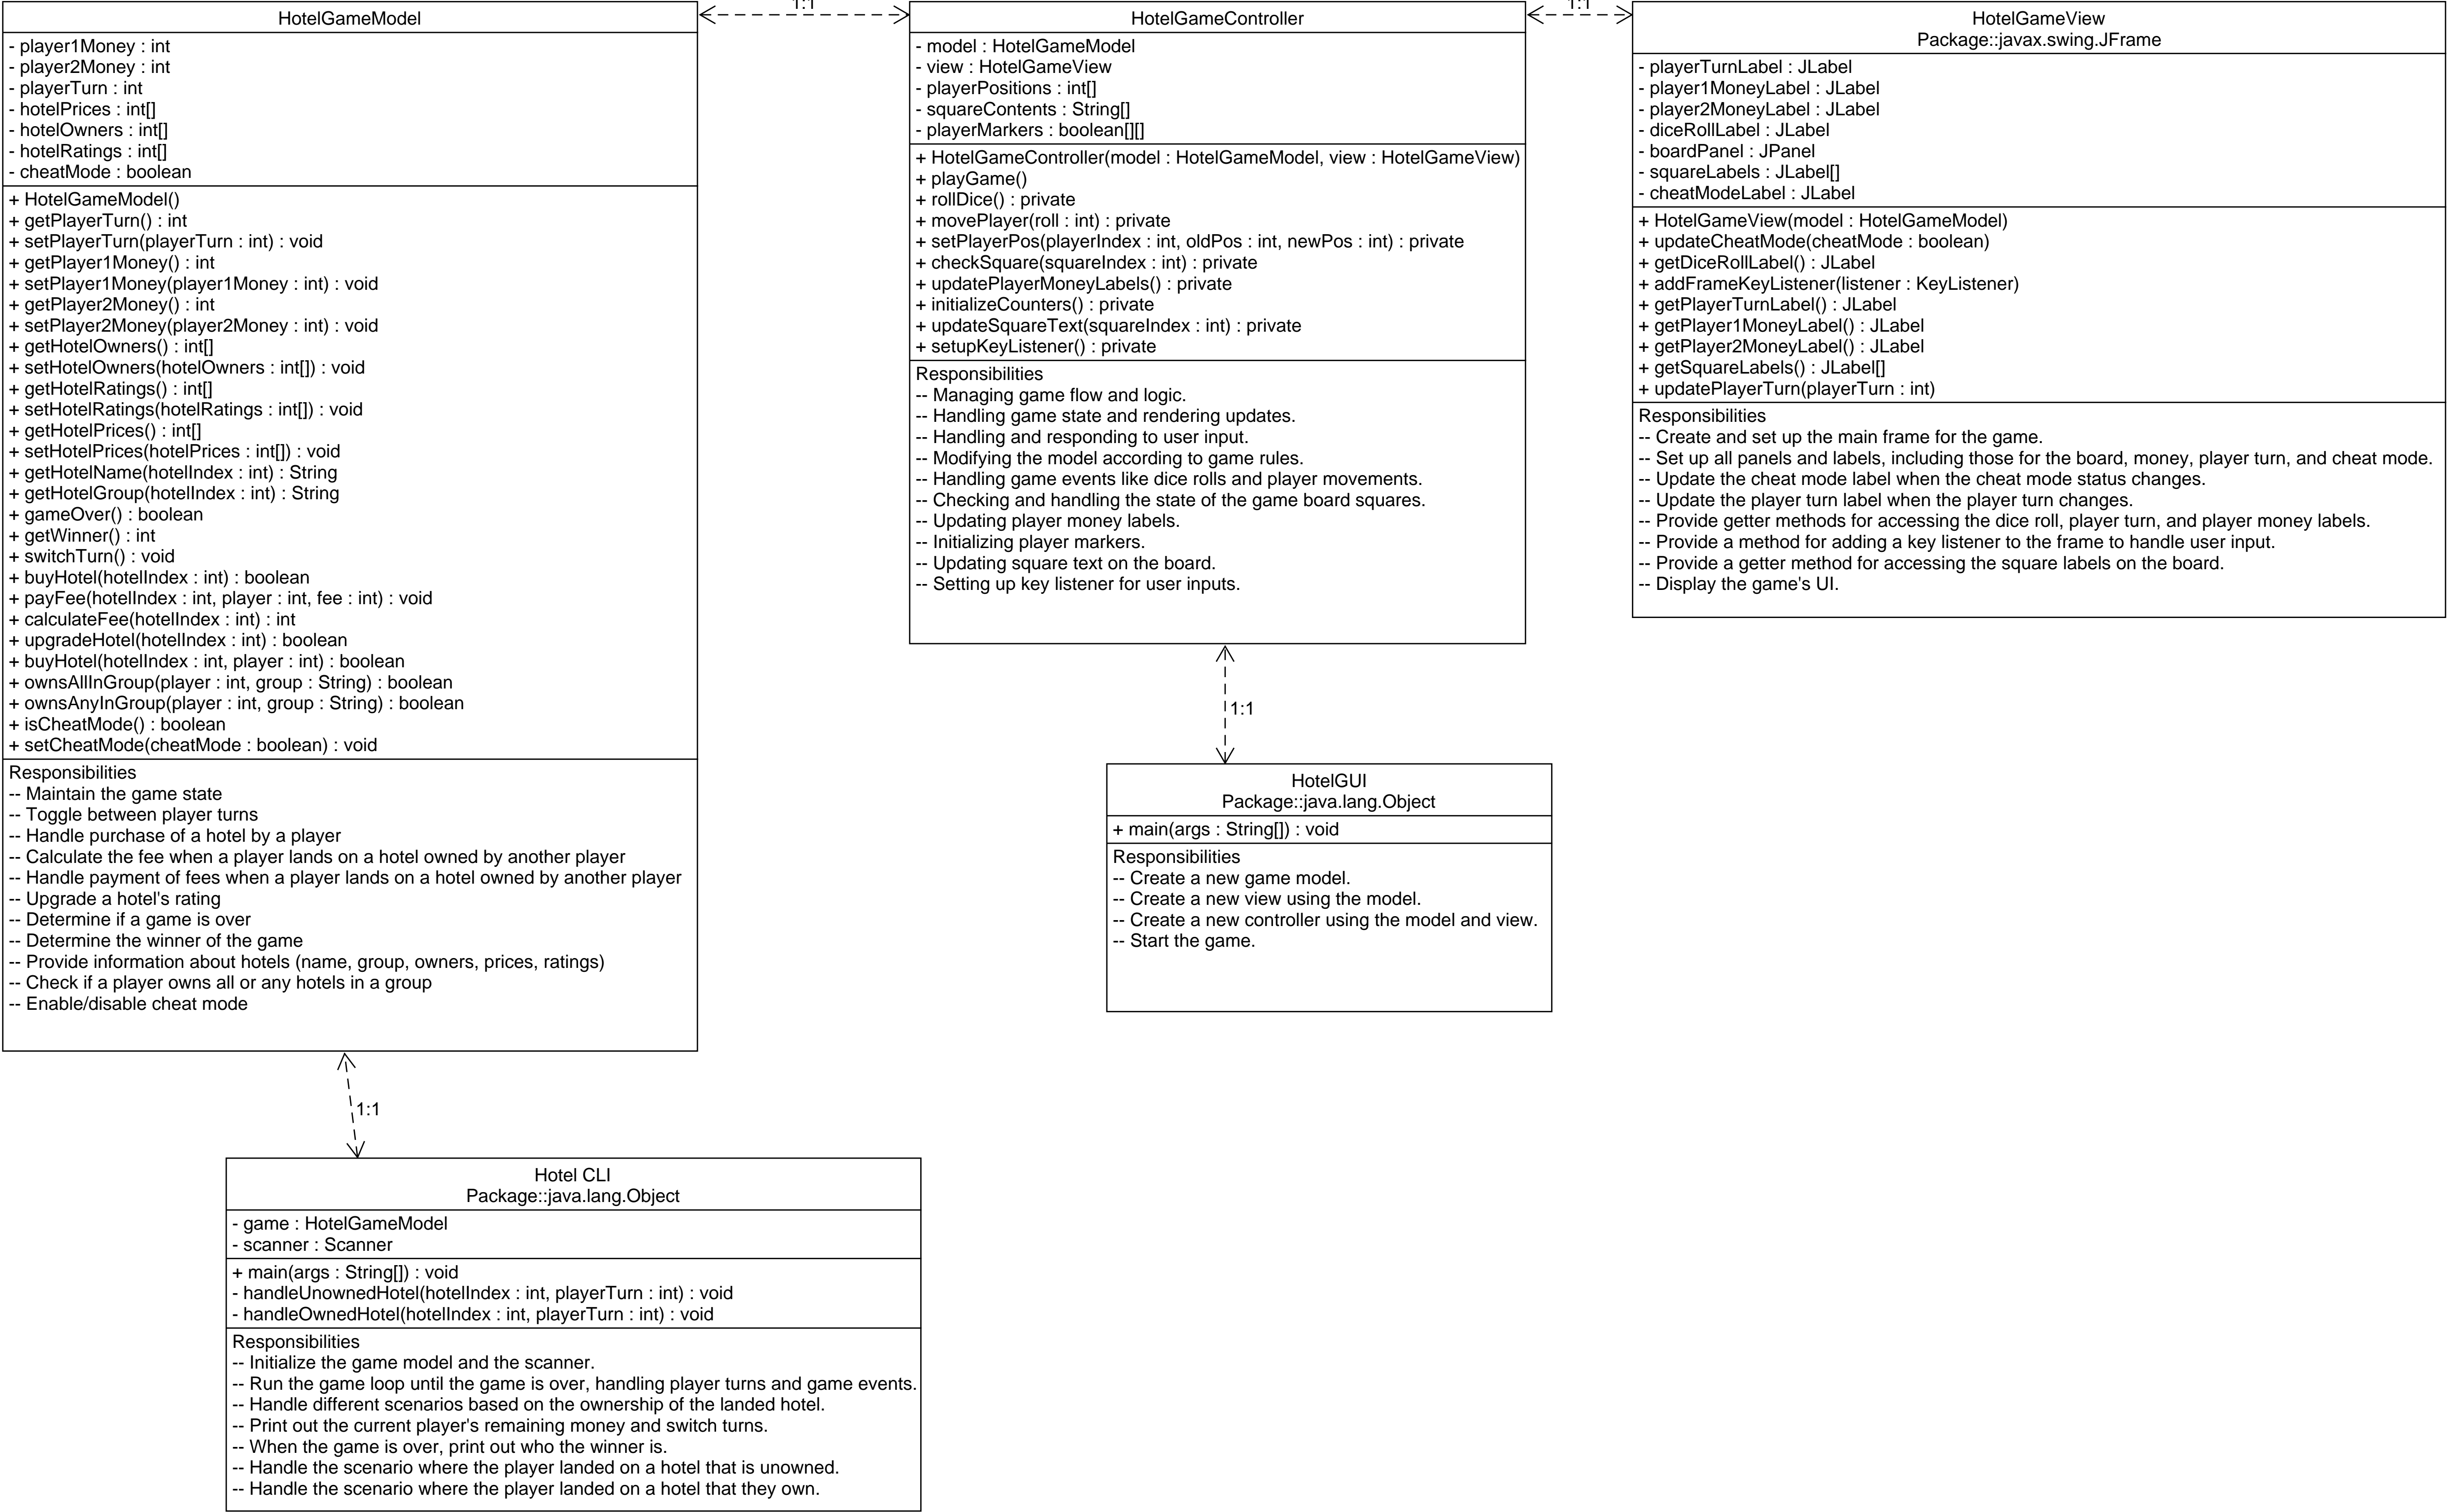 HotelGameModel
- player1Money : int
- player2Money : int
- playerTurn : int
- hotelPrices : int[]
- hotelOwners : int[]
- hotelRatings : int[]
- cheatMode : boolean
+ HotelGameModel()
+ getPlayerTurn() : int
+ setPlayerTurn(playerTurn : int) : void
+ getPlayer1Money() : int
+ setPlayer1Money(player1Money : int) : void
+ getPlayer2Money() : int
+ setPlayer2Money(player2Money : int) : void
+ getHotelOwners() : int[]
+ setHotelOwners(hotelOwners : int[]) : void
+ getHotelRatings() : int[]
+ setHotelRatings(hotelRatings : int[]) : void
+ getHotelPrices() : int[]
+ setHotelPrices(hotelPrices : int[]) : void
+ getHotelName(hotelIndex : int) : String
+ getHotelGroup(hotelIndex : int) : String
+ gameOver() : boolean
+ getWinner() : int
+ switchTurn() : void
+ buyHotel(hotelIndex : int) : boolean
+ payFee(hotelIndex : int, player : int, fee : int) : void
+ calculateFee(hotelIndex : int) : int
+ upgradeHotel(hotelIndex : int) : boolean
+ buyHotel(hotelIndex : int, player : int) : boolean
+ ownsAllInGroup(player : int, group : String) : boolean
+ ownsAnyInGroup(player : int, group : String) : boolean
+ isCheatMode() : boolean
+ setCheatMode(cheatMode : boolean) : void
Responsibilities
-- Maintain the game state
-- Toggle between player turns
-- Handle purchase of a hotel by a player
-- Calculate the fee when a player lands on a hotel owned by another player
-- Handle payment of fees when a player lands on a hotel owned by another player
-- Upgrade a hotel's rating
-- Determine if a game is over
-- Determine the winner of the game
-- Provide information about hotels (name, group, owners, prices, ratings)
-- Check if a player owns all or any hotels in a group
-- Enable/disable cheat mode
1:1
HotelGameController
- model : HotelGameModel
- view : HotelGameView
- playerPositions : int[]
- squareContents : String[]
- playerMarkers : boolean[][]
+ HotelGameController(model : HotelGameModel, view : HotelGameView)
+ playGame()
+ rollDice() : private
+ movePlayer(roll : int) : private
+ setPlayerPos(playerIndex : int, oldPos : int, newPos : int) : private
+ checkSquare(squareIndex : int) : private
+ updatePlayerMoneyLabels() : private
+ initializeCounters() : private
+ updateSquareText(squareIndex : int) : private
+ setupKeyListener() : private
Responsibilities
-- Managing game flow and logic.
-- Handling game state and rendering updates.
-- Handling and responding to user input.
-- Modifying the model according to game rules.
-- Handling game events like dice rolls and player movements.
-- Checking and handling the state of the game board squares.
-- Updating player money labels.
-- Initializing player markers.
-- Updating square text on the board.
-- Setting up key listener for user inputs.
1:1
HotelGameView
Package::javax.swing.JFrame
- playerTurnLabel : JLabel
- player1MoneyLabel : JLabel
- player2MoneyLabel : JLabel
- diceRollLabel : JLabel
- boardPanel : JPanel
- squareLabels : JLabel[]
- cheatModeLabel : JLabel
+ HotelGameView(model : HotelGameModel)
+ updateCheatMode(cheatMode : boolean)
+ getDiceRollLabel() : JLabel
+ addFrameKeyListener(listener : KeyListener)
+ getPlayerTurnLabel() : JLabel
+ getPlayer1MoneyLabel() : JLabel
+ getPlayer2MoneyLabel() : JLabel
+ getSquareLabels() : JLabel[]
+ updatePlayerTurn(playerTurn : int)
Responsibilities
-- Create and set up the main frame for the game.
-- Set up all panels and labels, including those for the board, money, player turn, and cheat mode.
-- Update the cheat mode label when the cheat mode status changes.
-- Update the player turn label when the player turn changes.
-- Provide getter methods for accessing the dice roll, player turn, and player money labels.
-- Provide a method for adding a key listener to the frame to handle user input.
-- Provide a getter method for accessing the square labels on the board.
-- Display the game's UI.
1:1
HotelGUI
Package::java.lang.Object
+ main(args : String[]) : void
Responsibilities
-- Create a new game model.
-- Create a new view using the model.
-- Create a new controller using the model and view.
-- Start the game.
1:1
Hotel CLI
Package::java.lang.Object
- game : HotelGameModel
- scanner : Scanner
+ main(args : String[]) : void
- handleUnownedHotel(hotelIndex : int, playerTurn : int) : void
- handleOwnedHotel(hotelIndex : int, playerTurn : int) : void
Responsibilities
-- Initialize the game model and the scanner.
-- Run the game loop until the game is over, handling player turns and game events.
-- Handle different scenarios based on the ownership of the landed hotel.
-- Print out the current player's remaining money and switch turns.
-- When the game is over, print out who the winner is.
-- Handle the scenario where the player landed on a hotel that is unowned.
-- Handle the scenario where the player landed on a hotel that they own.